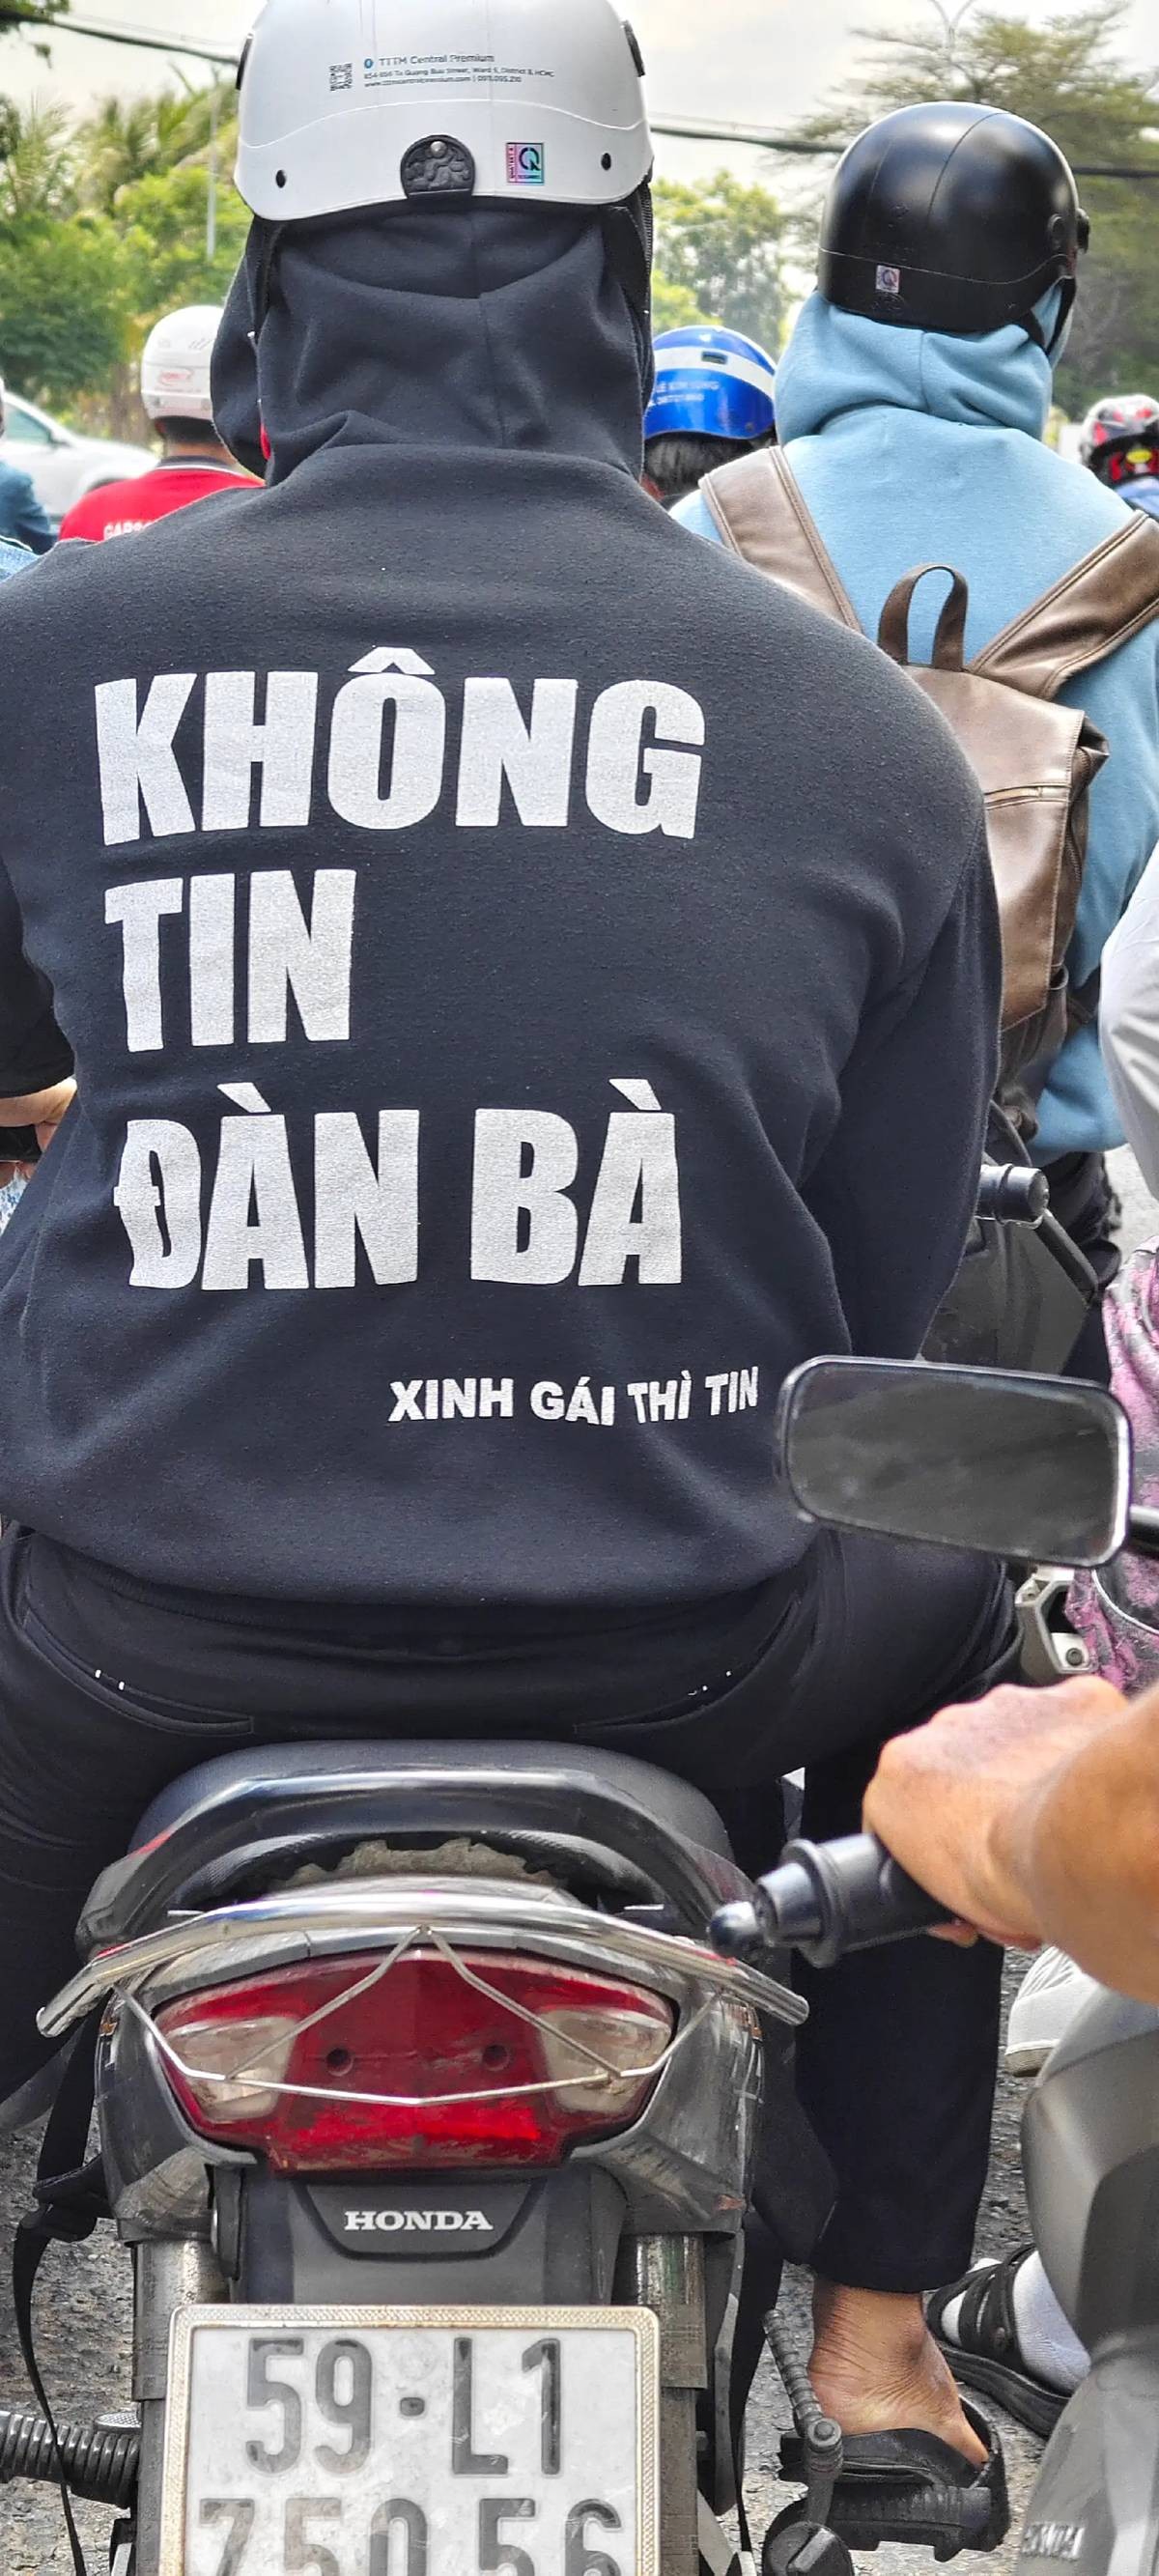 TTTM Central Premium
KHÔNG
TIN
ĐÀN BÀ
XINH GÁI THÌ TIN
HONDA
59-L1
750.56